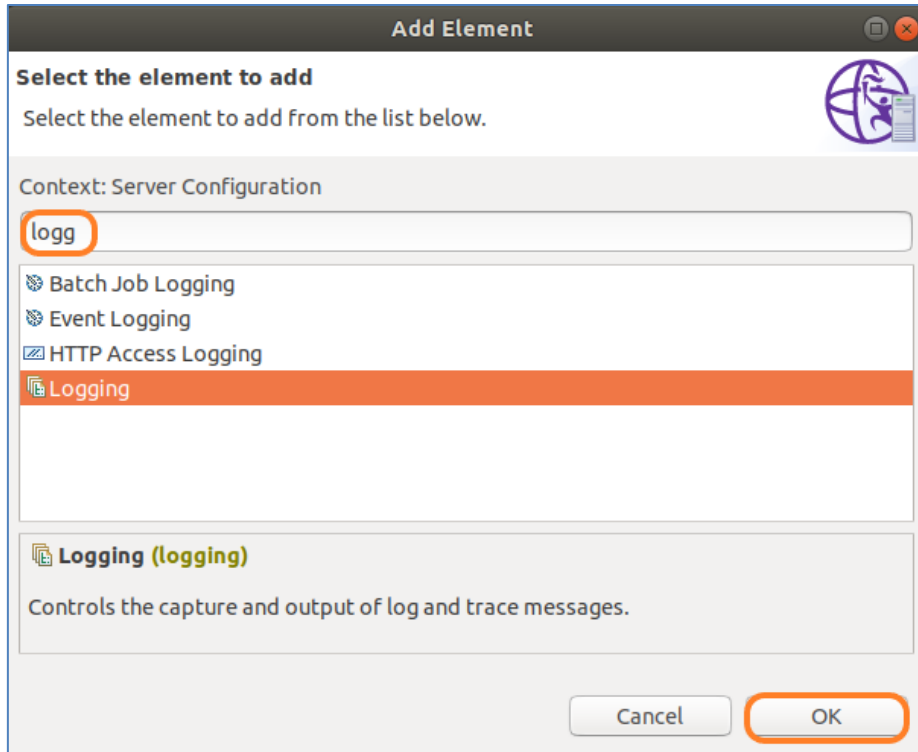 Add Element
Select the element to add
Select the element to add from the list below.
Context: Server Configuration
logg
Batch Job Logging
Event Logging
HTTP Access Logging
Logging
Logging (logging)
Controls the capture and output of log and trace messages.
Cancel OK